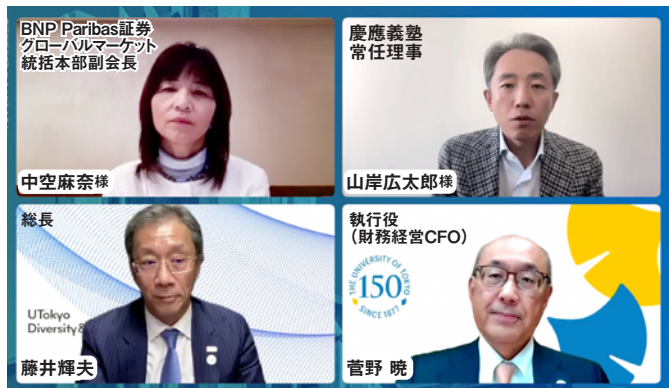 BNP Paribas証券
グローバルマーケット
統括本部副会長
中空麻奈様
慶應義塾
常任理事
山岸広太郎様
総長
UTokyo
Diversity&
藤井輝夫
執行役
（財務経営CFO）
THE UNIVERSITY OF TOKYO
150
SINCE 1877
菅野 暁